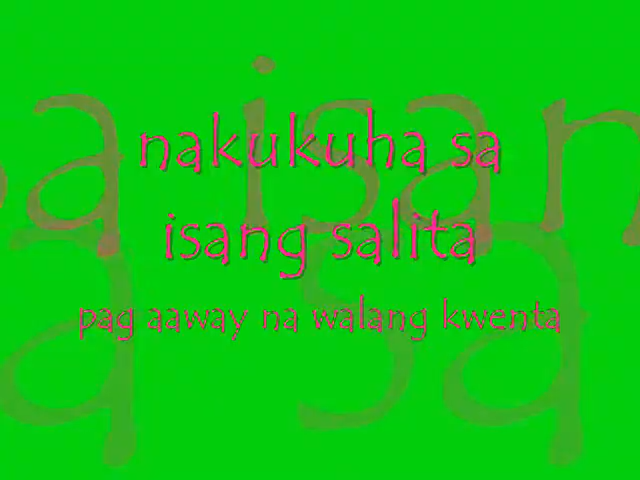 nakukuha sa
isang salita
pag aaway na walang kwenta